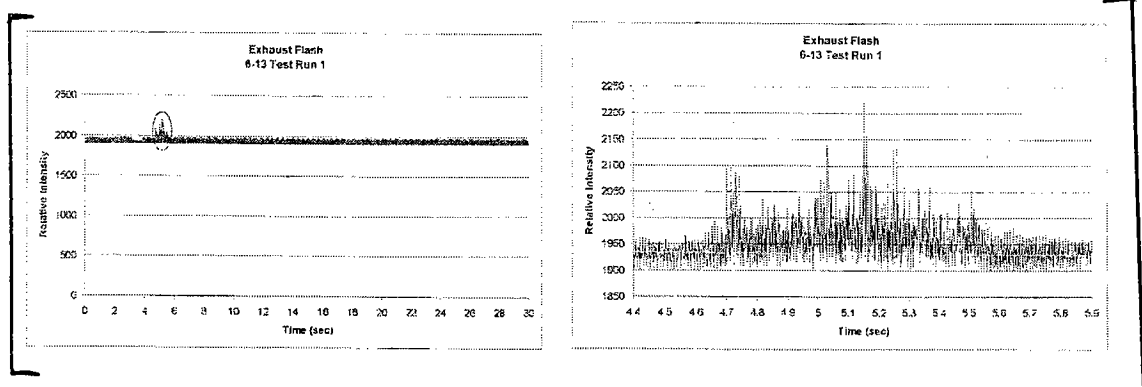 Exhaust Flash
6-13 Test Run 1
2500
2000
1500
1000
500
0
Relative Intensity
0 2 4 6 8 10 12 14 16 18 20 22 24 26 28 30
Time (sec)
Exhaust Flash
6-13 Test Run 1
2250
2200
2150
2100
2050
2000
1950
1900
1850
Relative Intensity
4.4 4.5 4.6 4.7 4.8 4.9 5 5.1 5.2 5.3 5.4 5.5 5.6 5.7 5.8
Time (sec)